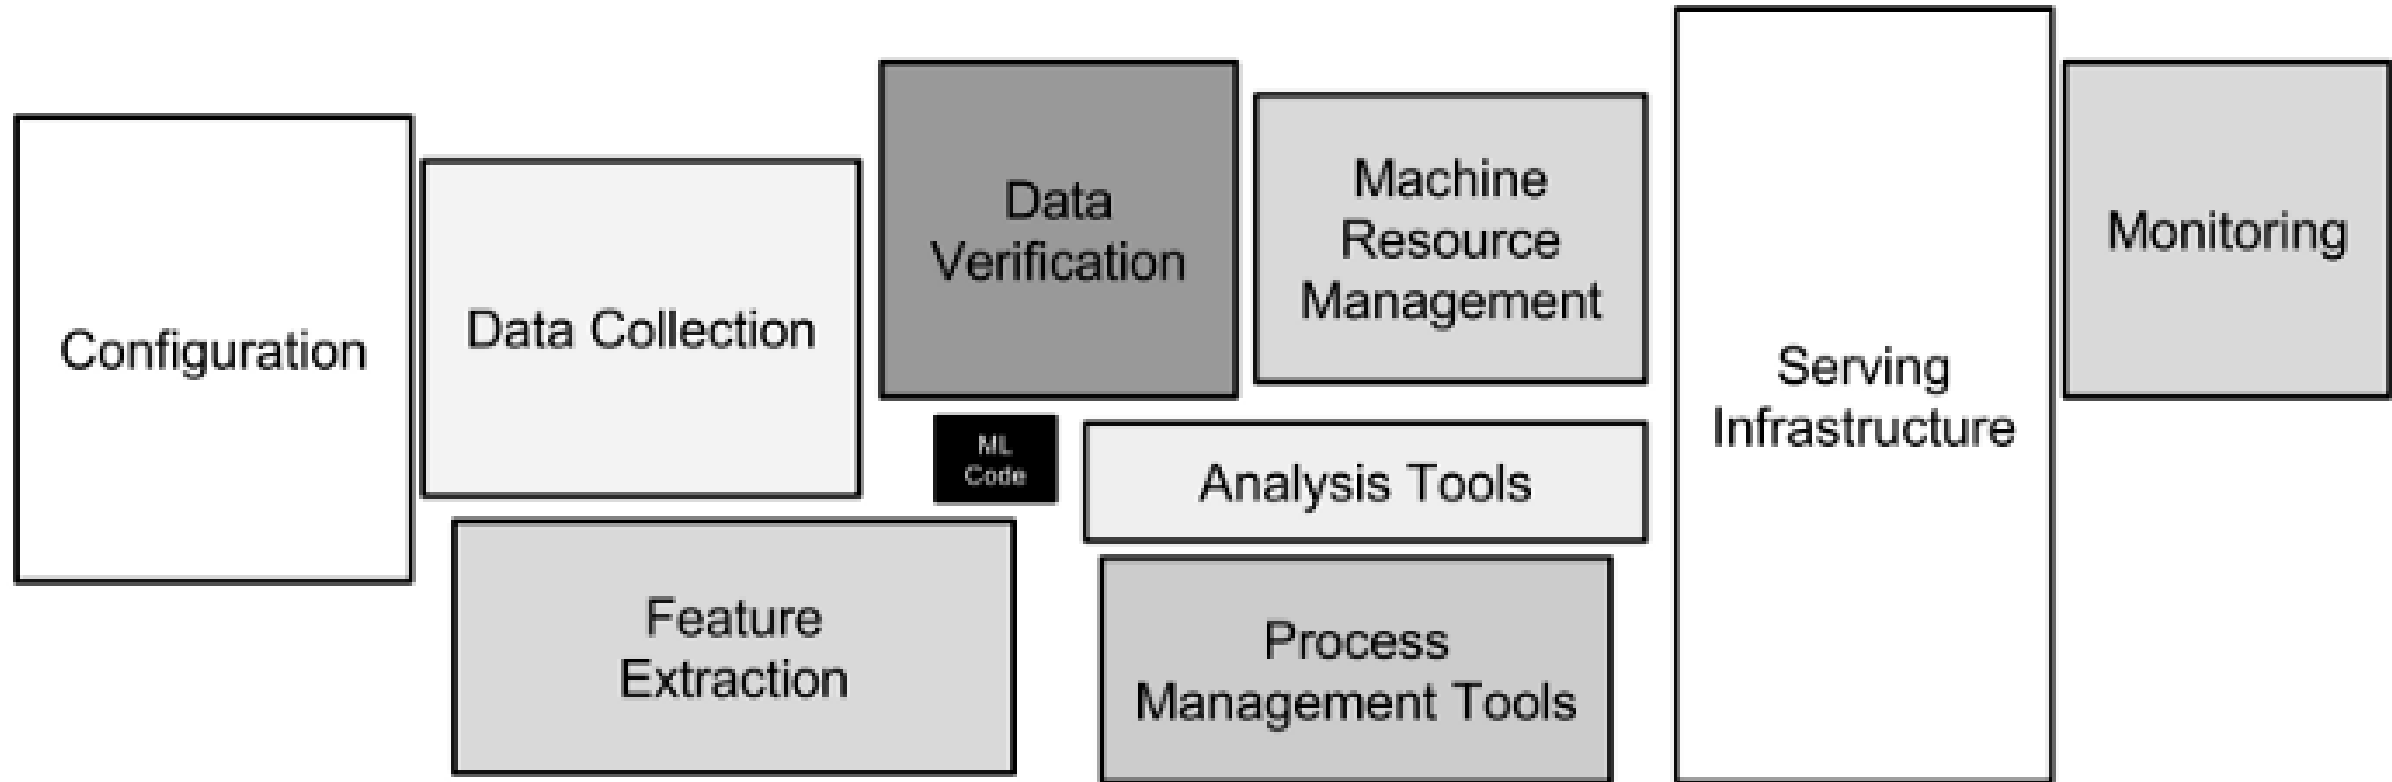 Configuration
Data Collection
Data
Verification
Machine
Resource
Management
ML
Code
Analysis Tools
Feature
Extraction
Process
Management Tools
Serving
Infrastructure
Monitoring